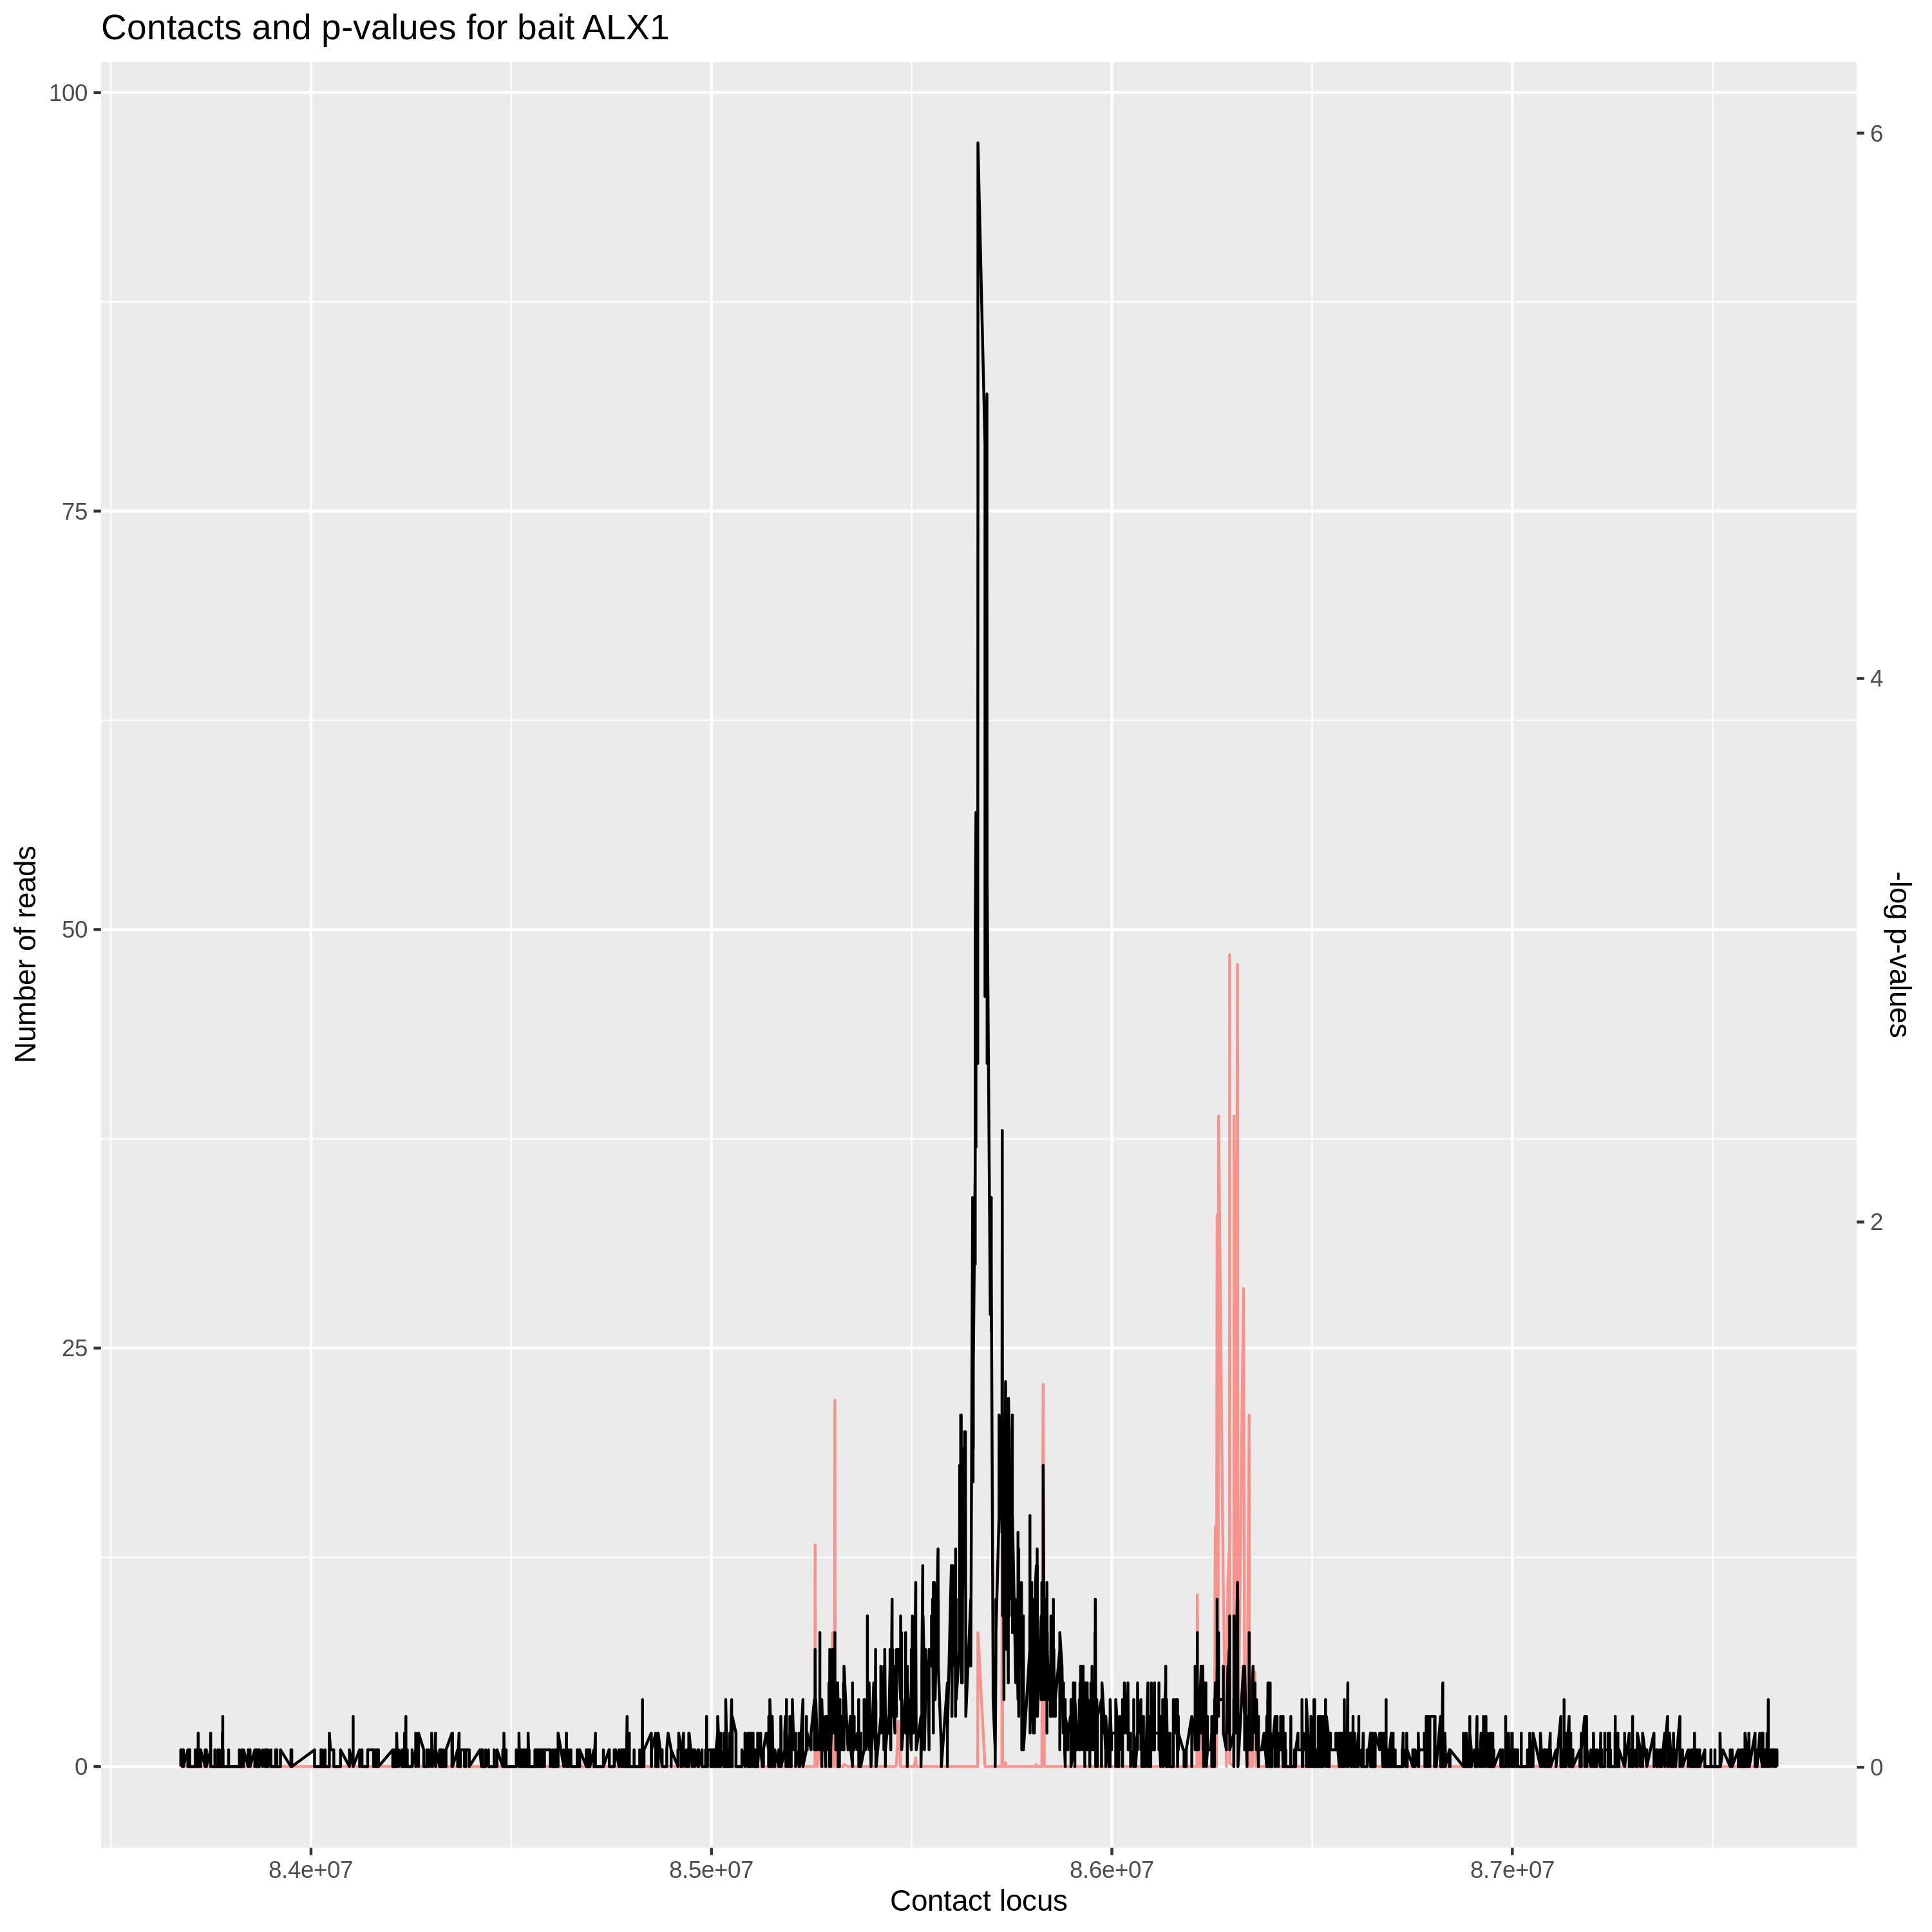 Contacts and p-values for bait ALX1
100
75
50
25
0
Number of reads
6
4
2
0
-log p-values
8.4e+07 8.5e+07 8.6e+07 8.7e+07
Contact locus